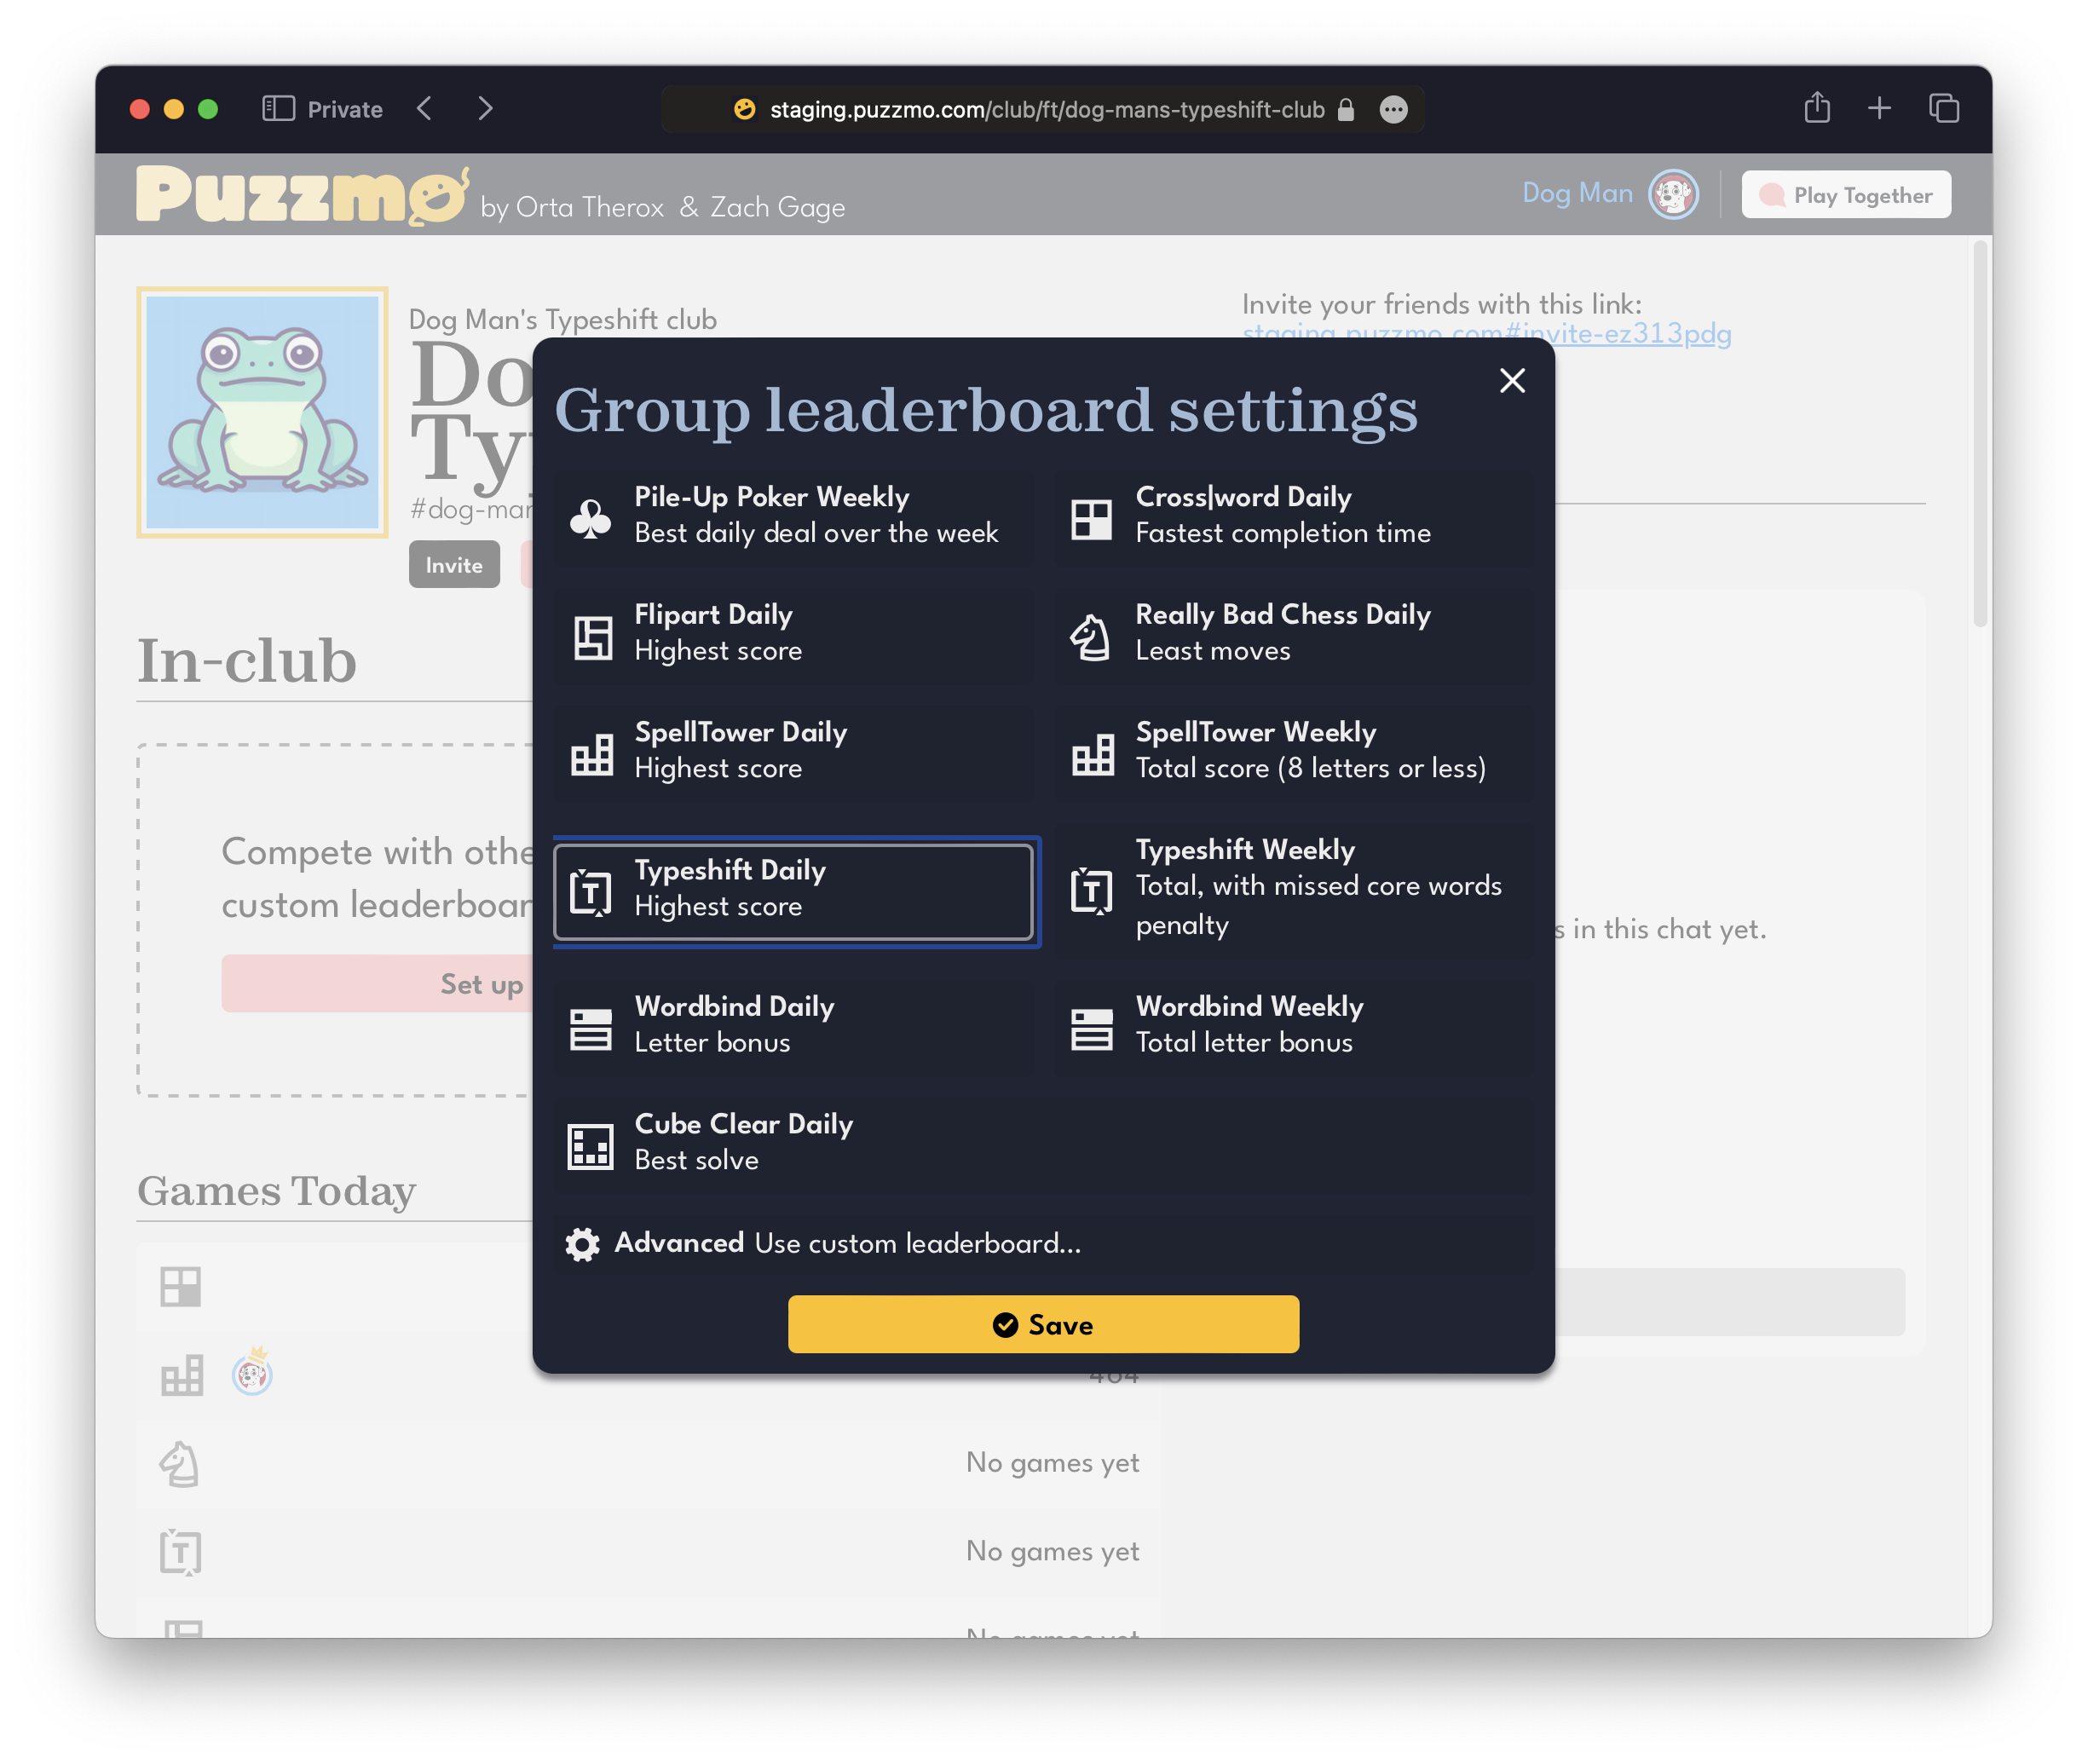 Private
staging.puzzmo.com/club/ft/dog-mans-typeshift-club
Puzzmo by Orta Therox & Zach Gage
Dog Man
Play Together
Dog Man's Typeshift club
Invite your friends with this link:
staging.puzzmo.com#invite-ez313pdg
Invite
In-club
Compete with
custom
Set up
Games Today
464
No games yet
No games yet
No games yet
in this chat yet.
Group leaderboard settings
Pile-Up Poker Weekly
Best daily deal over the week
Cross|word Daily
Fastest completion time
Flipart Daily
Highest score
Really Bad Chess Daily
Least moves
SpellTower Daily
Highest score
SpellTower Weekly
Total score (8 letters or less)
Typeshift Daily
Highest score
Typeshift Weekly
Total, with missed core words
penalty
Wordbind Daily
Letter bonus
Wordbind Weekly
Total letter bonus
Cube Clear Daily
Best solve
Advanced Use custom leaderboard...
Save